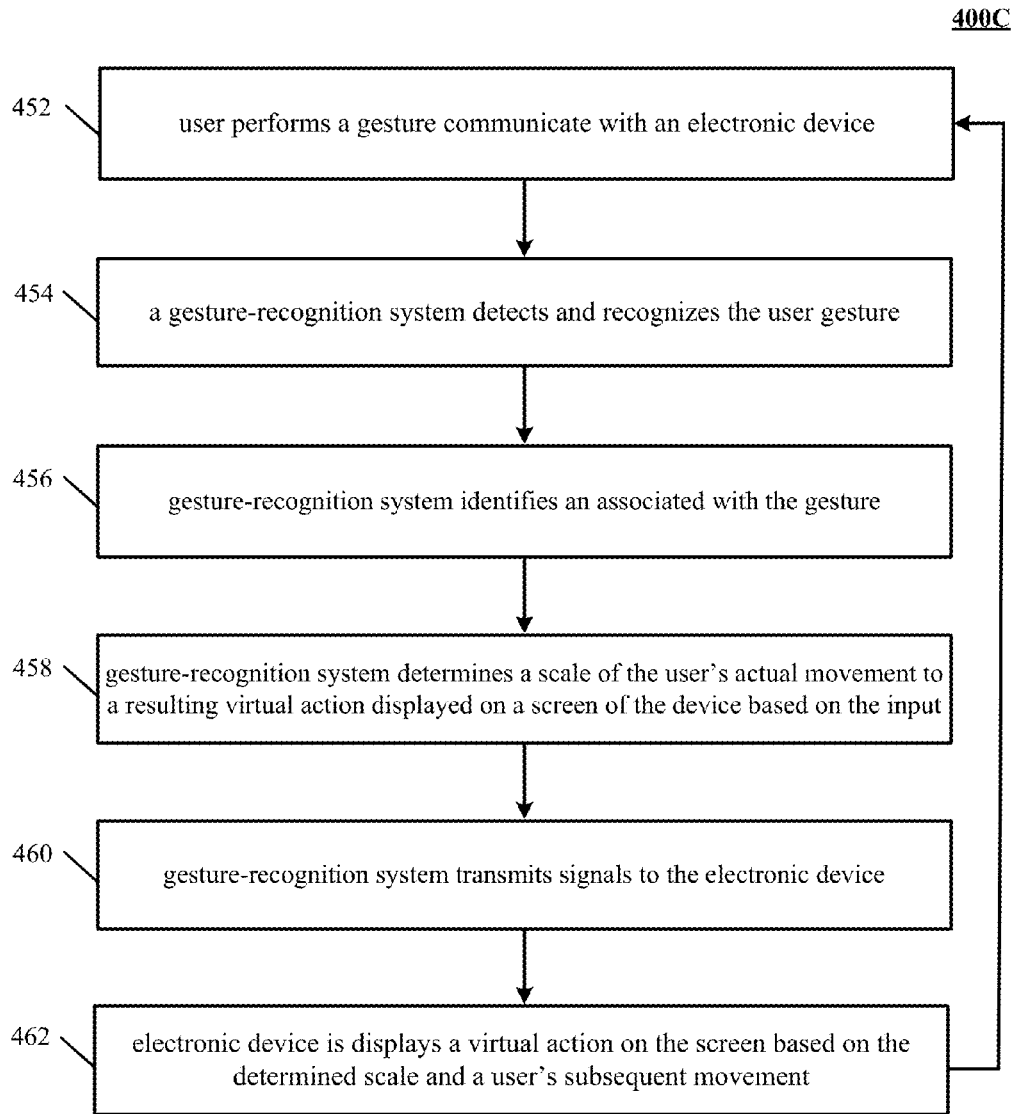 400C
452
user performs a gesture communicate with an electronic device
454
a gesture-recognition system detects and recognizes the user gesture
456
gesture-recognition system identifies an associated with the gesture
458
gesture-recognition system determines a scale of the user's actual movement to
a resulting virtual action displayed on a screen of the device based on the input
460
gesture-recognition system transmits signals to the electronic device
462
electronic device is displays a virtual action on the screen based on the
determined scale and a user's subsequent movement